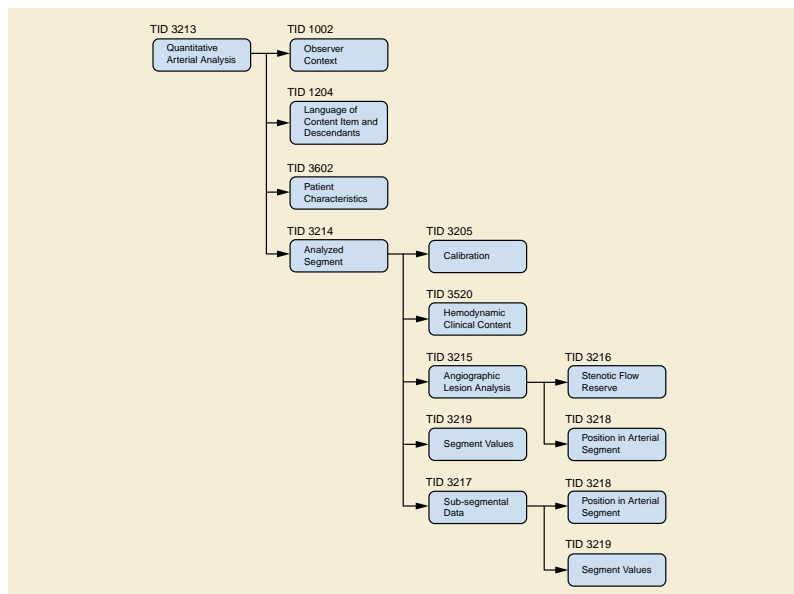 TID 3213
Quantitative
Arterial Analysis
TID 1002
Observer
Context
TID 1204
Language of
Content Item and
Descendants
TID 3602
Patient
Characteristics
TID 3214
Analyzed
Segment
TID 3205
Calibration
TID 3520
Hemodynamic
Clinical Content
TID 3215
Angiographic
Lesion Analysis
TID 3216
Stenotic Flow
Reserve
TID 3218
Position in Arterial
Segment
TID 3219
Segment Values
TID 3217
Sub-segmental
Data
TID 3218
Position in Arterial
Segment
TID 3219
Segment Values